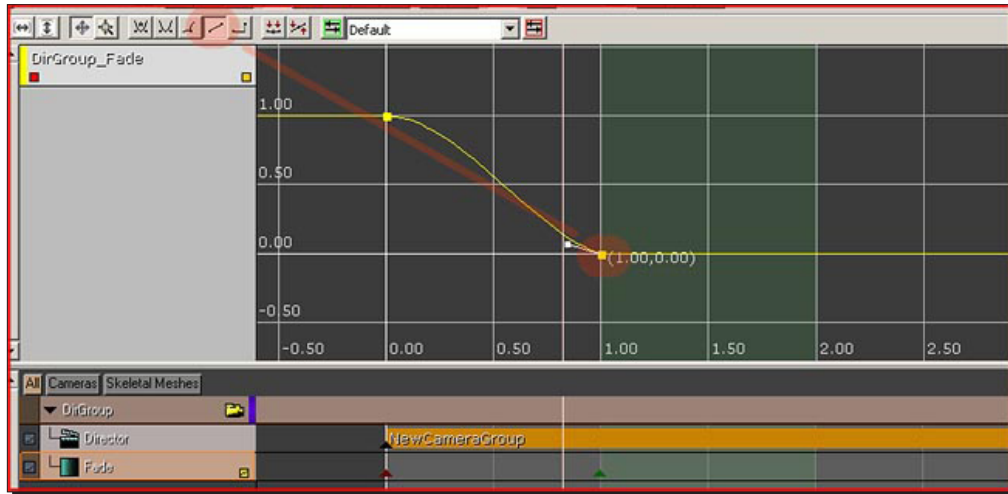 Default
DirGroup_Fade
1.00
0.50
0.00
(1.00,0.00)
-0.50
-0.50 0.00 0.50 1.00 1.50 2.00 2.50
All Cameras Skeletal Meshes
DirGroup
Director NewCameraGroup
Fade